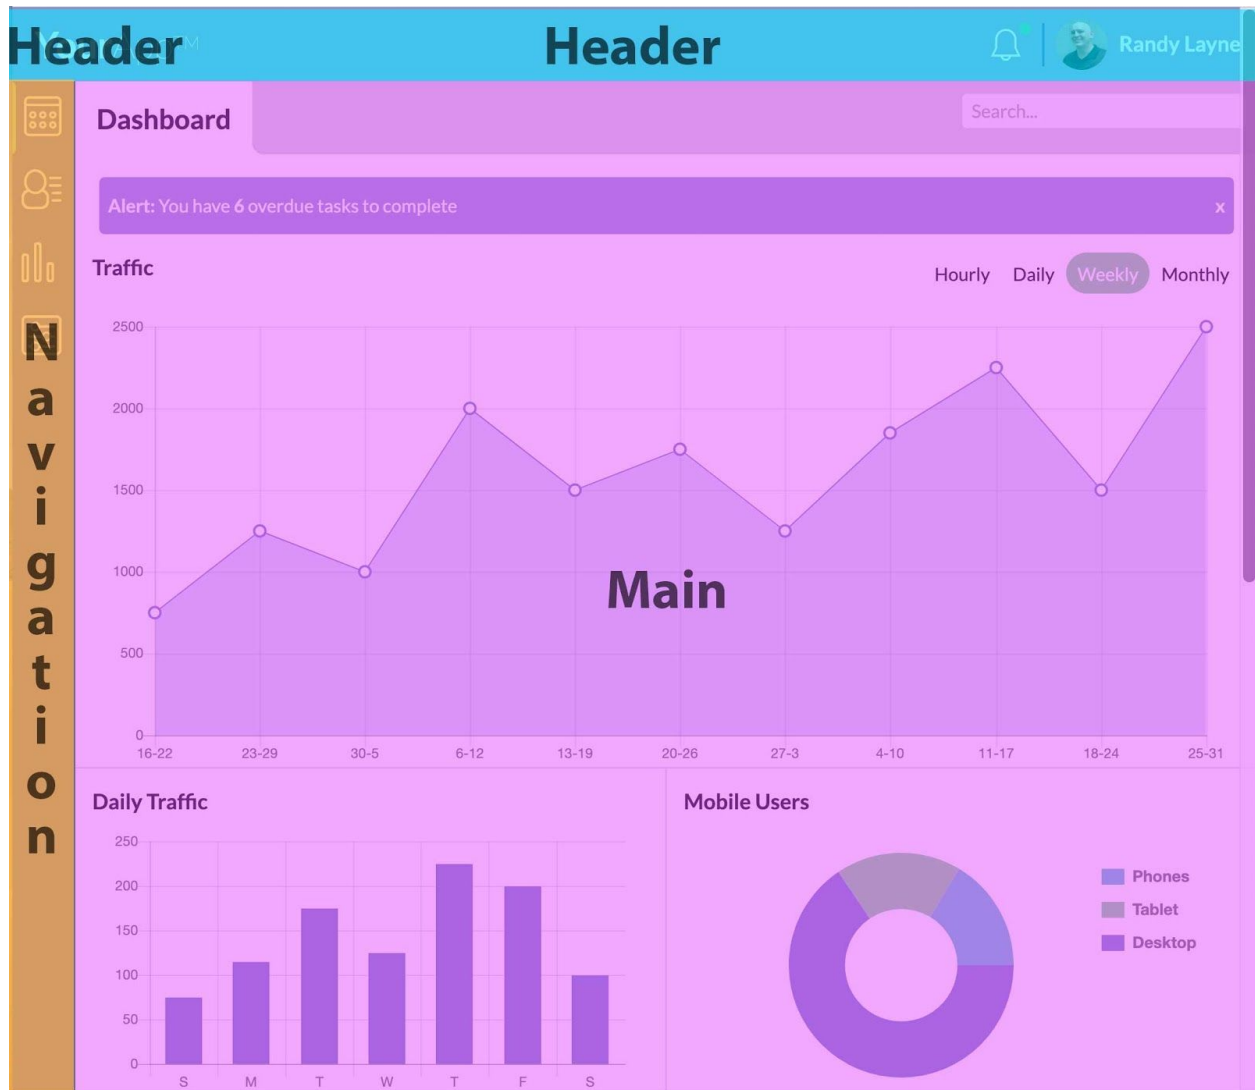 Header
Header
Randy Layne
Dashboard
Search...
Alert: You have 6 overdue tasks to complete
x
Traffic
Hourly Daily Weekly Monthly
2500
2000
1500
1000
500
0
16-22 23-29 30-5 6-12 13-19 20-26 27-3 4-10 11-17 18-24 25-31
Navigation
Main
Daily Traffic
250
200
150
100
50
0
S M T W T F S
Mobile Users
Phones
Tablet
Desktop